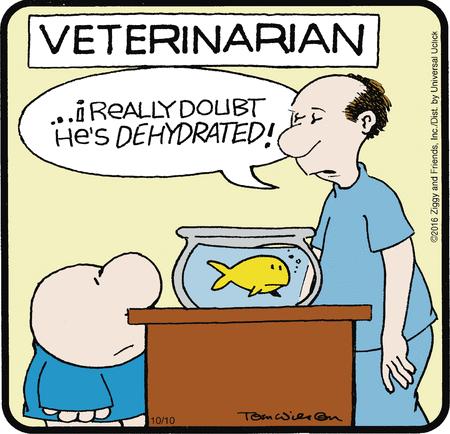 VETERINARIAN
...i REALLY DOUBT
He's DEHYDRATED!
©2016 Ziggy and Friends, Inc./Dist. by Universal Uclick
10/10
Tom Wilson